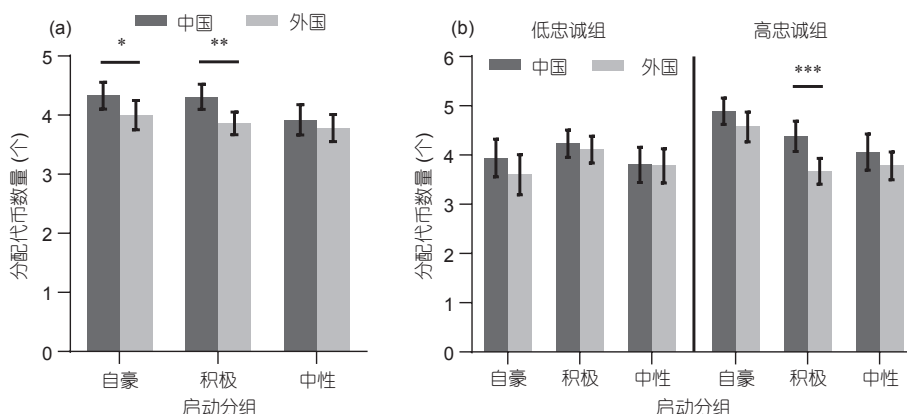 (a)
中国
外国
*
**
5
4
3
2
1
0
分配代币数量 (个)
自豪
积极
中性
启动分组
(b)
低忠诚组
高忠诚组
中国
外国
***
6
5
4
3
2
1
0
分配代币数量 (个)
自豪
积极
中性
自豪
积极
中性
启动分组